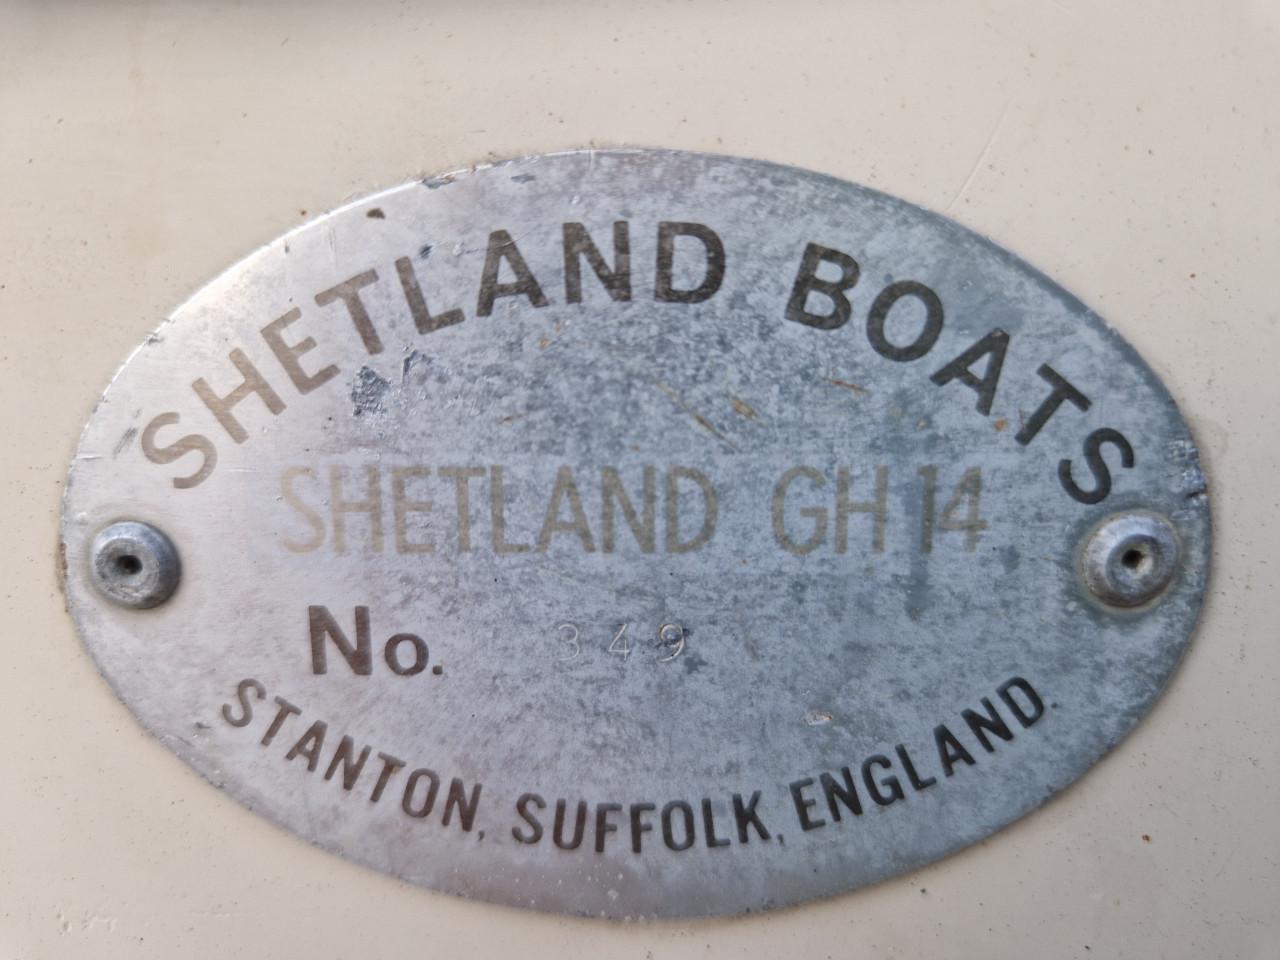 SHETLAND BOATS
SHETLAND GH 14
No. 349
STANTON, SUFFOLK, ENGLAND.